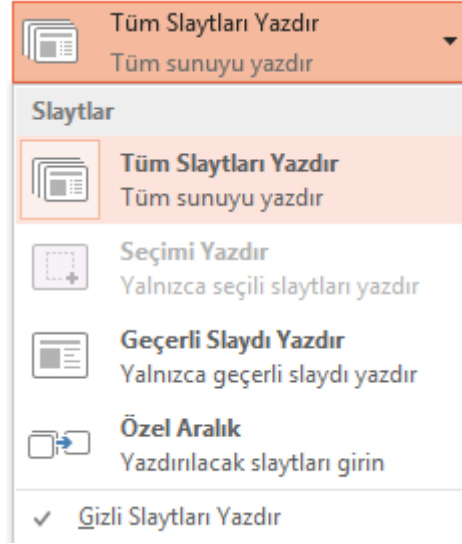 Tüm Slaytları Yazdır
Tüm sunuyu yazdır
Slaytlar
Tüm Slaytları Yazdır
Tüm sunuyu yazdır
Seçimi Yazdır
Yalnızca seçili slaytları yazdır
Geçerli Slaydı Yazdır
Yalnızca geçerli slaydı yazdır
Özel Aralık
Yazdırılacak slaytları girin
Gizli Slaytları Yazdır